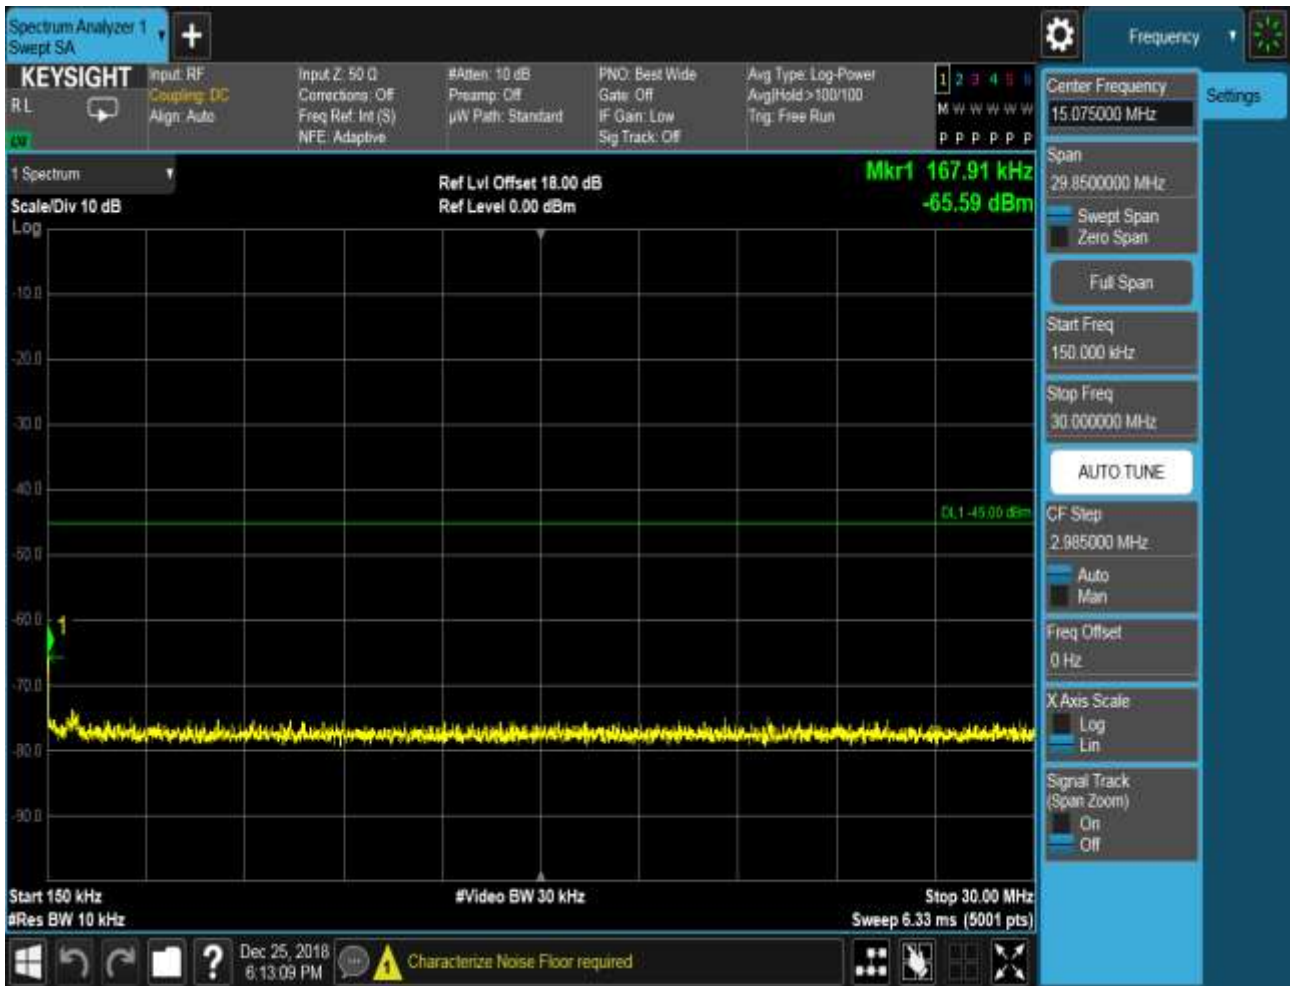 Spectrum Analyzer 1
Swept SA
+
Frequency
KEYSIGHT
RL
Input: RF
Coupling: DC
Align: Auto
Input Z: 50 Ω
Corrections: Off
Freq Ref: Int (S)
NFE: Adaptive
#Atten: 10 dB
Preamp: Off
µW Path: Standard
PNO: Best Wide
Gate: Off
IF Gain: Low
Sig Track: Off
Avg Type: Log-Power
Avg|Hold:>100/100
Trig: Free Run
1 2 3 4 5 6
M W W W W W
P P P P P P
1 Spectrum
Scale/Div 10 dB
Log
Ref Lvl Offset 18.00 dB
Ref Level 0.00 dBm
Mkr1 167.91 kHz
-65.59 dBm
-10.0
-20.0
-30.0
-40.0
DL1 -45.00 dBm
-50.0
-60.0
1
-70.0
-80.0
-90.0
Start 150 kHz
#Video BW 30 kHz
Stop 30.00 MHz
#Res BW 10 kHz
Sweep 6.33 ms (5001 pts)
?
Dec 25, 2018
6:13:09 PM
Characterize Noise Floor required
Center Frequency
15.075000 MHz
Settings
Span
29.8500000 MHz
Swept Span
Zero Span
Full Span
Start Freq
150.000 kHz
Stop Freq
30.000000 MHz
AUTO TUNE
CF Step
2.985000 MHz
Auto
Man
Freq Offset
0 Hz
X Axis Scale
Log
Lin
Signal Track
(Span Zoom)
On
Off